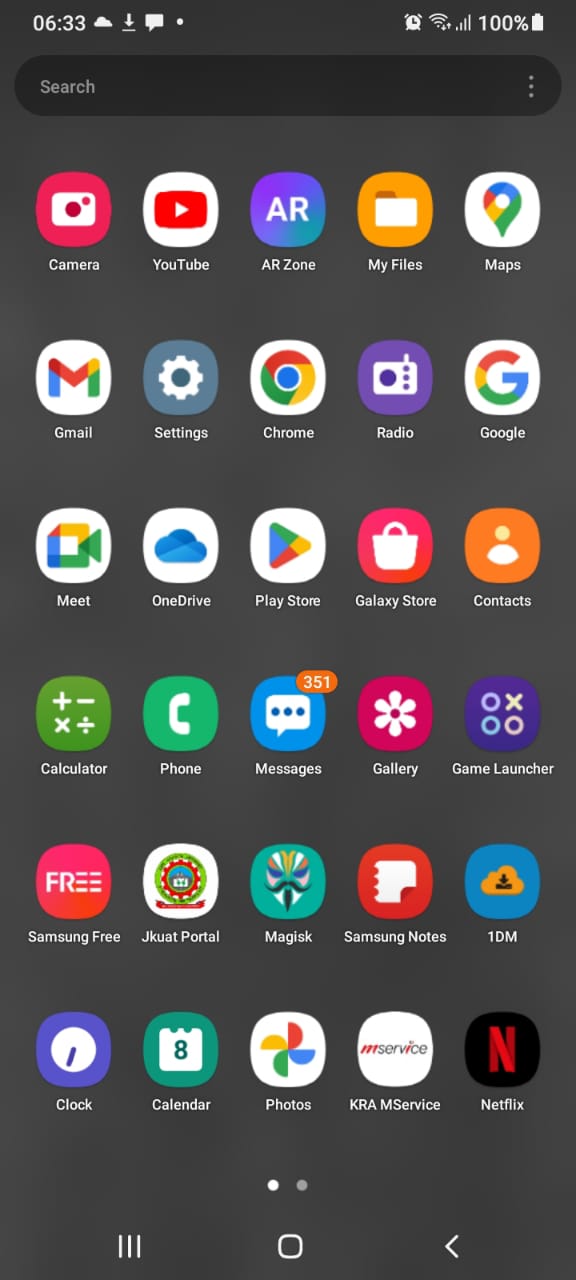 06:33 100%
Search
AR
Camera YouTube AR Zone My Files Maps
Gmail Settings Chrome Radio Google
Meet OneDrive Play Store Galaxy Store Contacts
351
Calculator Phone Messages Gallery Game Launcher
FREE
Samsung Free Jkuat Portal Magisk Samsung Notes 1DM
8 mservice N
Clock Calendar Photos KRA MService Netflix